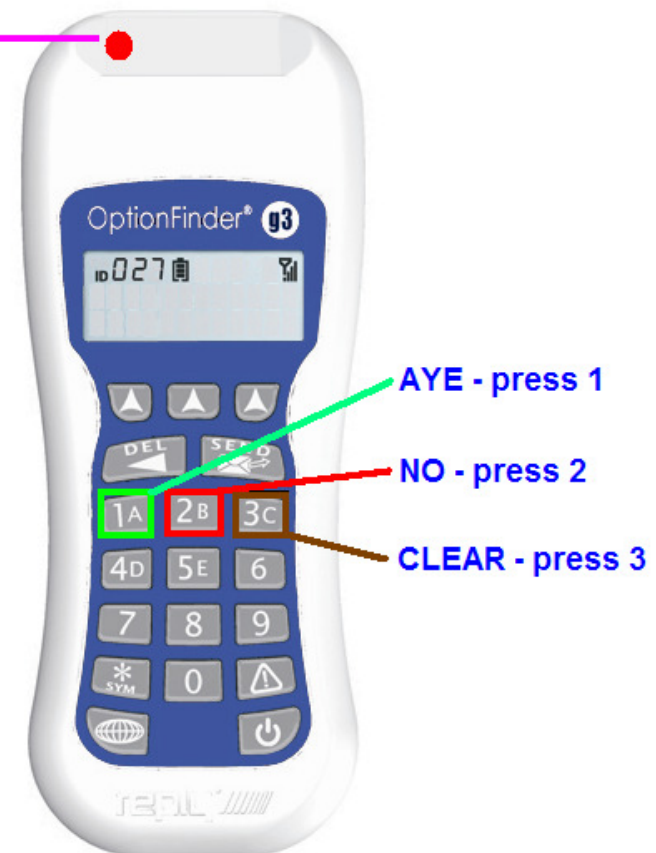 OptionFinder® g3
ID 027
AYE - press 1
DEL
SEND
NO - press 2
1A 2B 3C
CLEAR - press 3
4D 5E 6
7 8 9
* SYM 0
REPLY